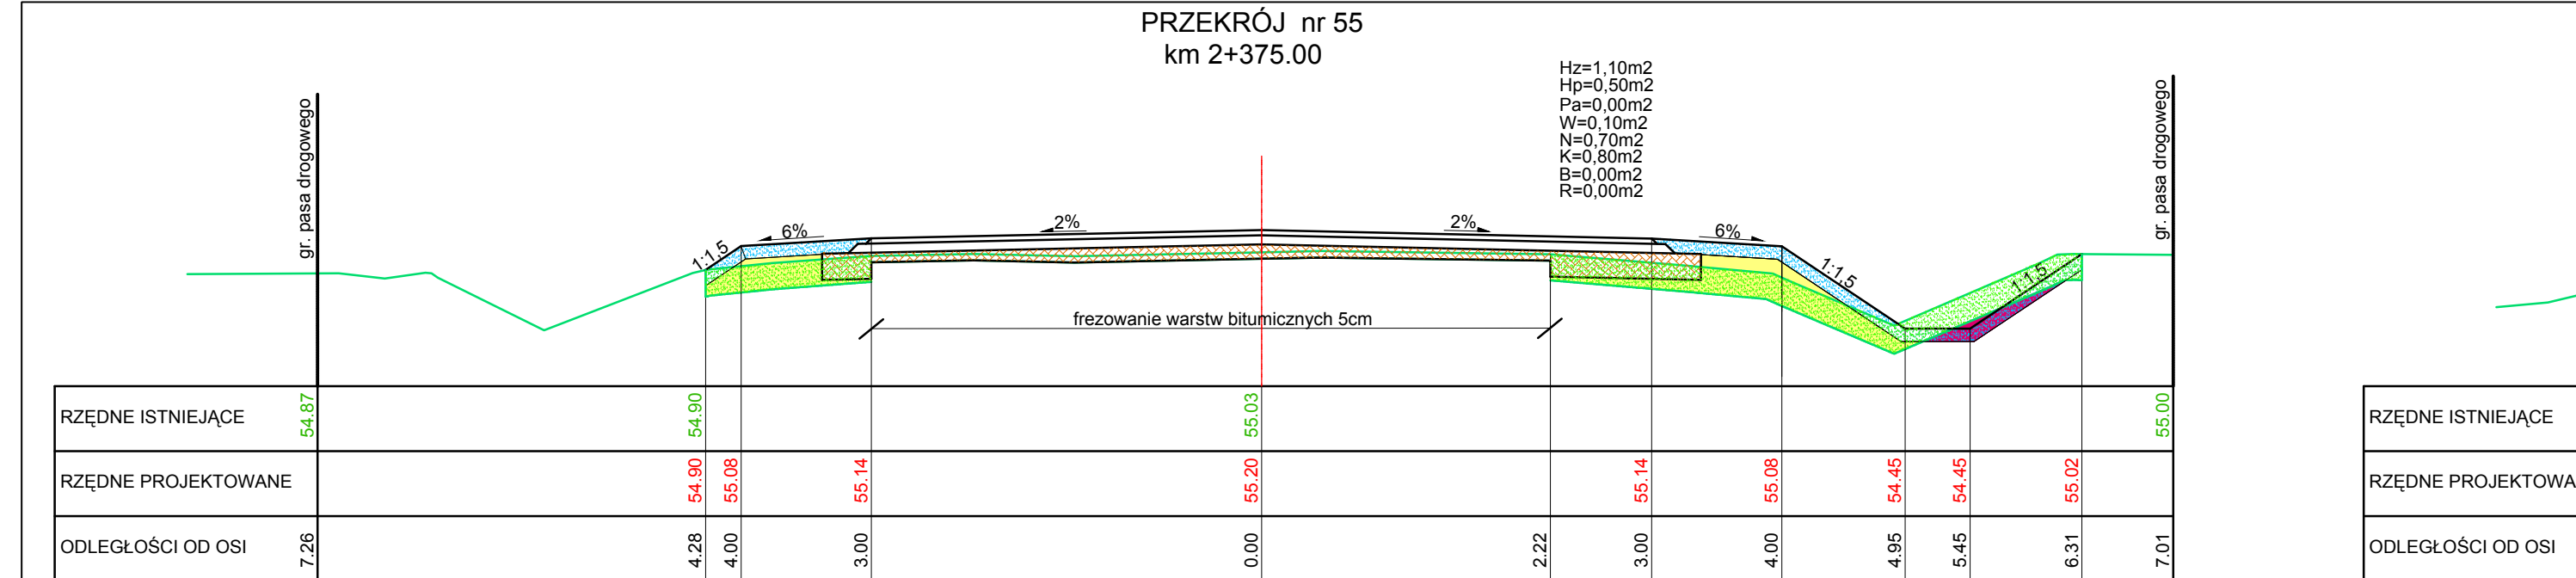 PRZEKRÓJ nr 55
km 2+375.00
Hz=1,10m2
Hp=0,50m2
Pa=0,00m2
W=0,10m2
N=0,70m2
K=0,80m2
B=0,00m2
R=0,00m2
gr. pasa drogowego
gr. pasa drogowego
1:1,5
6%
2%
2%
6%
1:1,5
1:1,5
frezowanie warstw bitumicznych 5cm
RZĘDNE ISTNIEJĄCE 54.87 54.90 55.03 55.00
RZĘDNE PROJEKTOWANE 54.90 55.08 55.14 55.20 55.14 55.08 54.45 54.45 55.02
ODLEGŁOŚCI OD OSI 7.26 4.28 4.00 3.00 0.00 2.22 3.00 4.00 4.95 5.45 6.31 7.01
RZĘDNE ISTNIEJĄCE
RZĘDNE PROJEKTOWA
ODLEGŁOŚCI OD OSI